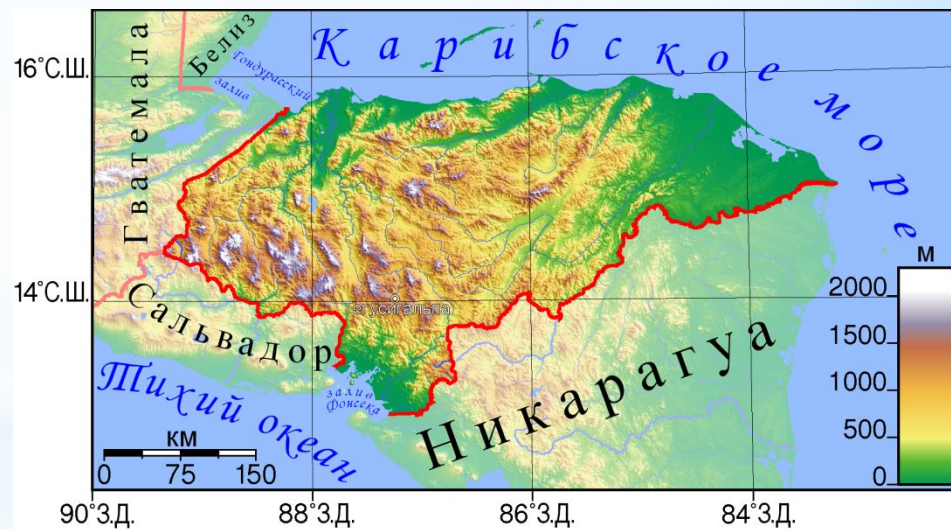 Карибское море
16°С.Ш.
Белиз
Гватемала
Гондурасский
залив
14°С.Ш.
Тегусигальпа
Сальвадор
залив
Фонсека
Тихий океан
Никарагуа
м
2000
1500
1000
500
0
км
0 75 150
90°З.Д. 88°З.Д. 86°З.Д. 84°З.Д.